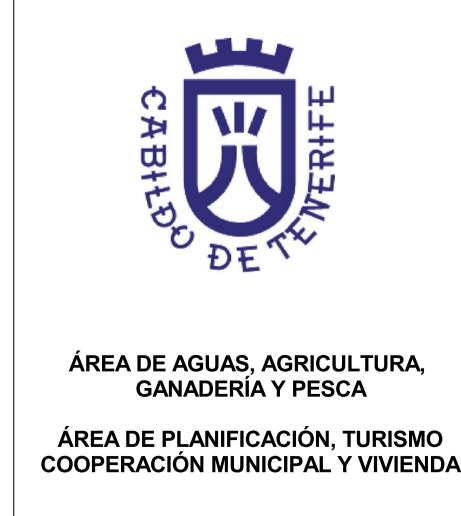 CABILDO DE TENERIFE
ÁREA DE AGUAS, AGRICULTURA,
GANADERÍA Y PESCA
ÁREA DE PLANIFICACIÓN, TURISMO
COOPERACIÓN MUNICIPAL Y VIVIENDA